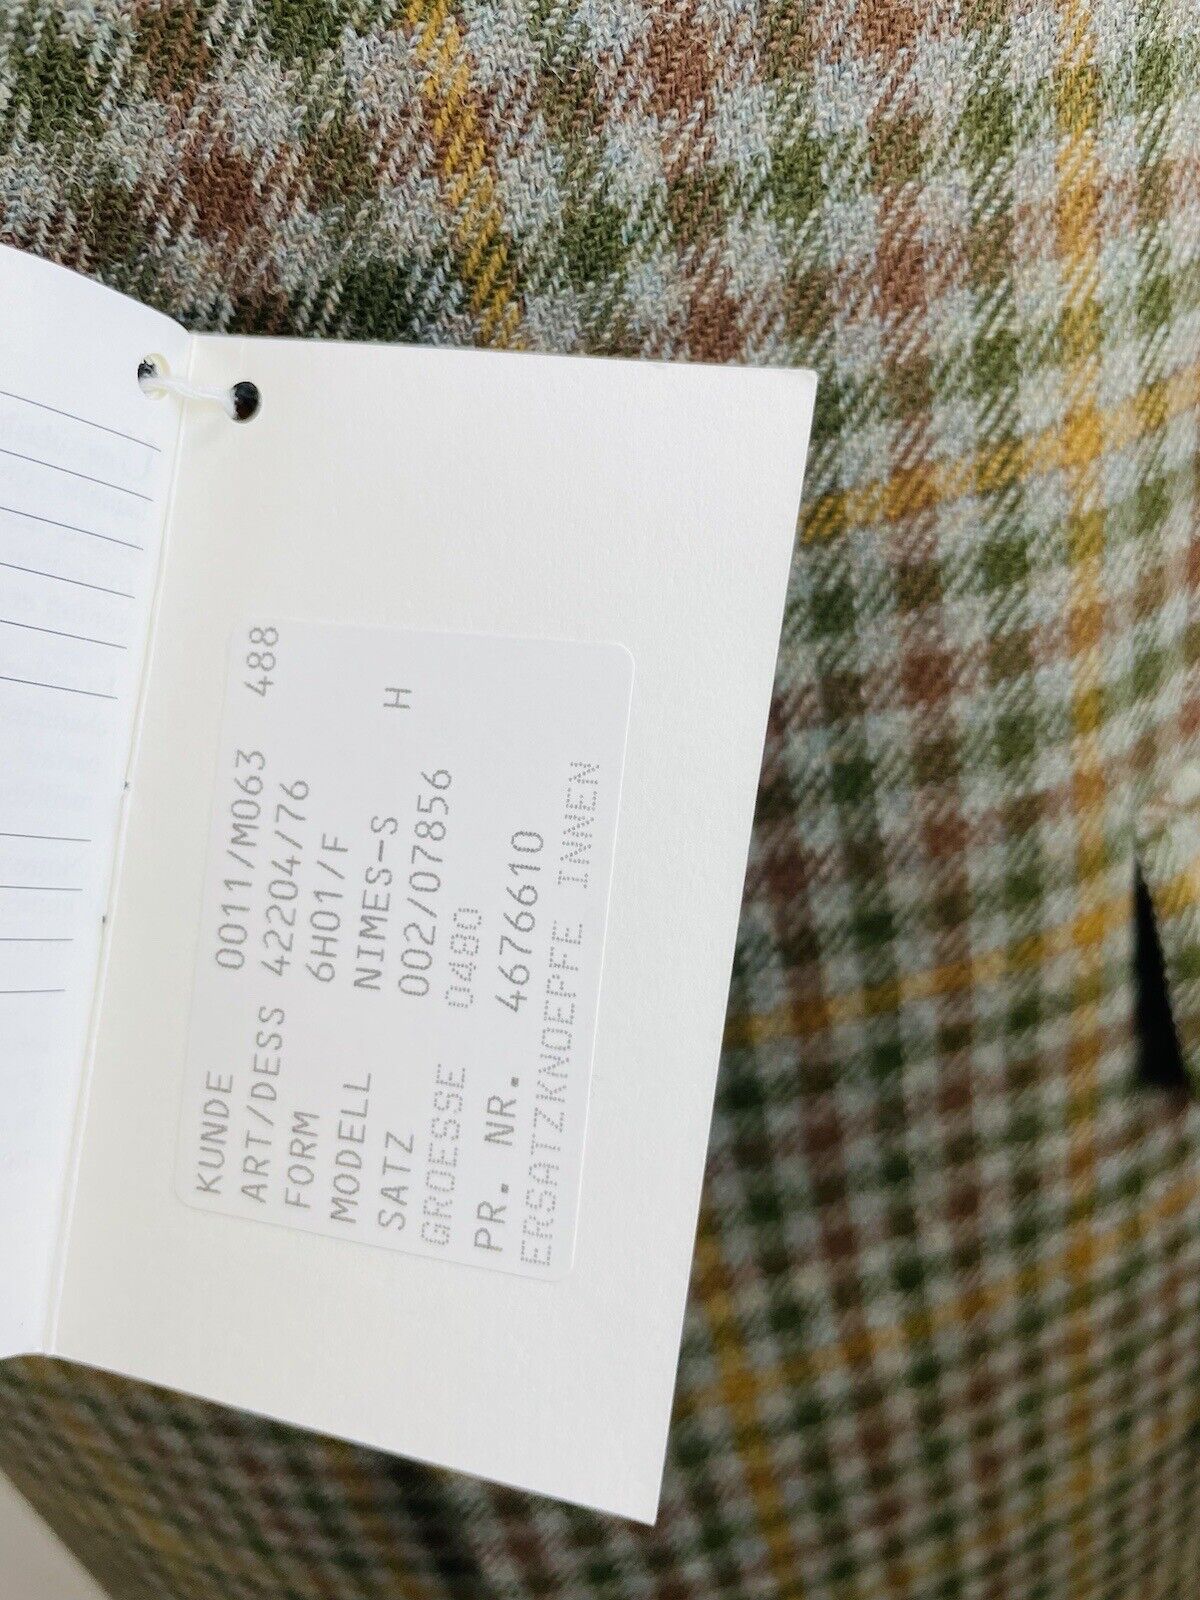 KUNDE 0011/M063 488
ART/DESS 42204/76
FORM 6H01/F
MODELL NIMES-S H
SATZ 002/07856
GROESSE 0480
PR. NR. 4676610
ERSATZKNOEPFE INNEN